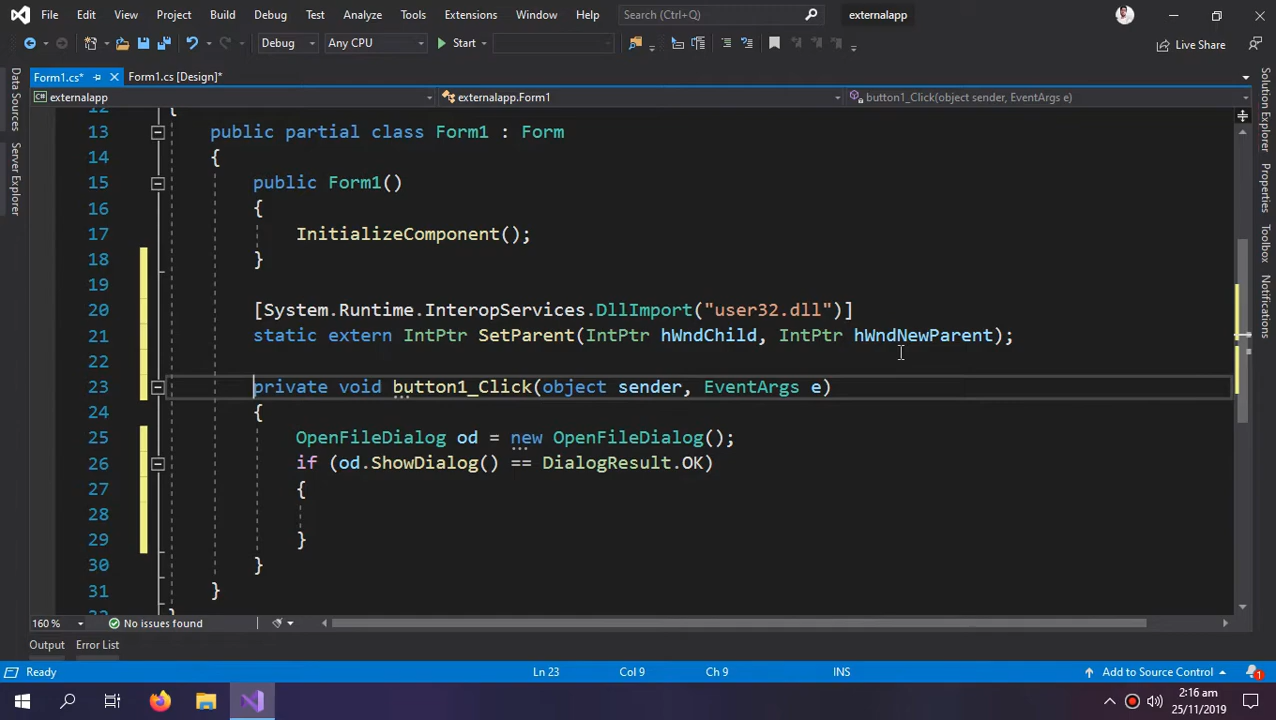 File Edit View Project Build Debug Test Analyze Tools Extensions Window Help Search (Ctrl+Q) externalapp
Debug Any CPU Start Live Share
Form1.cs* Form1.cs [Design]*
externalapp externalapp.Form1 button1_Click(object sender, EventArgs e)
Data Sources
Server Explorer
Solution Explorer
Properties
Toolbox
Notifications
12 {
13 public partial class Form1 : Form
14 {
15 public Form1()
16 {
17 InitializeComponent();
18 }
19
20 [System.Runtime.InteropServices.DllImport("user32.dll")]
21 static extern IntPtr SetParent(IntPtr hWndChild, IntPtr hWndNewParent);
22
23 private void button1_Click(object sender, EventArgs e)
24 {
25 OpenFileDialog od = new OpenFileDialog();
26 if (od.ShowDialog() == DialogResult.OK)
27 {
28
29 }
30 }
31 }
32 }
160 % No issues found
Output Error List
Ready Ln 23 Col 9 Ch 9 INS Add to Source Control 1
2:16 am
25/11/2019